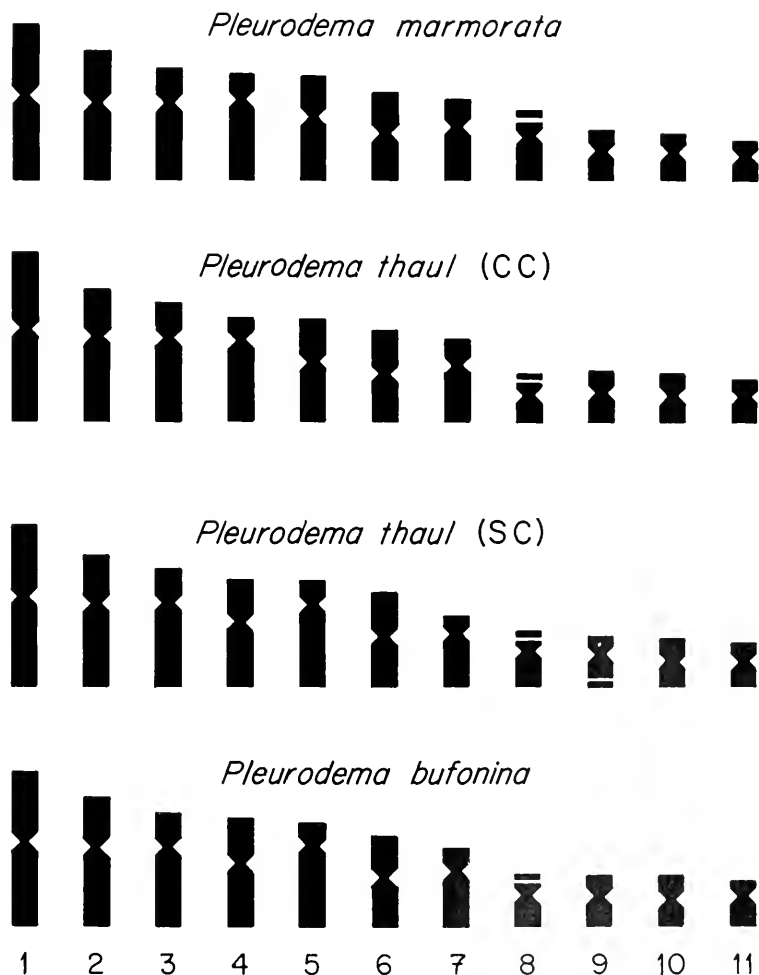 Pleurodema marmorata
Pleurodema thaul (CC)
Pleurodema thaul (SC)
Pleurodema bufonina
1 2 3 4 5 6 7 8 9 10 11